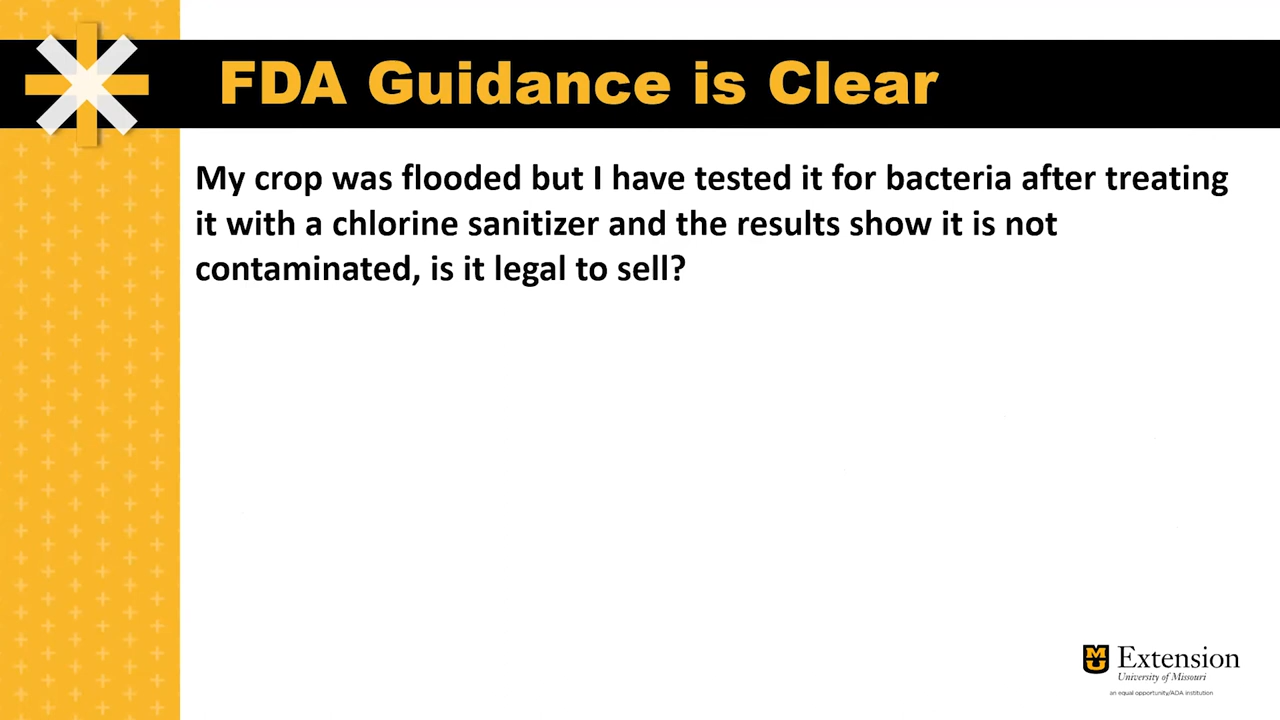 FDA Guidance is Clear
My crop was flooded but I have tested it for bacteria after treating
it with a chlorine sanitizer and the results show it is not
contaminated, is it legal to sell?
MU
Extension
University of Missouri
an equal opportunity/ADA institution